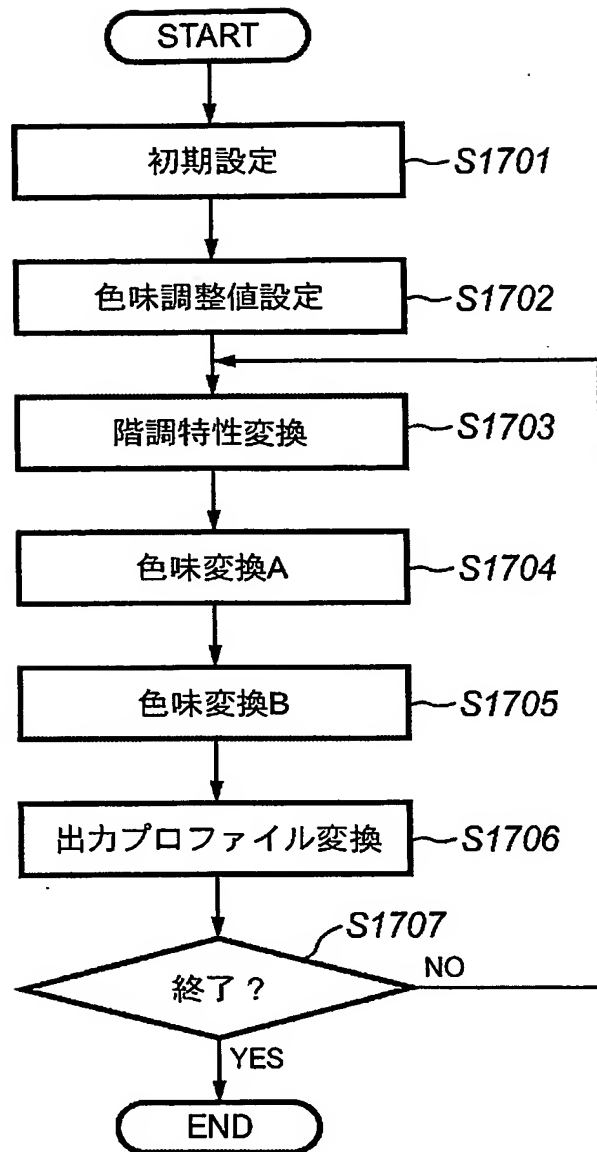 START
初期設定
S1701
色味調整値設定
S1702
階調特性変換
S1703
色味変換A
S1704
色味変換B
S1705
出力プロファイル変換
S1706
S1707
終了？
NO
YES
END